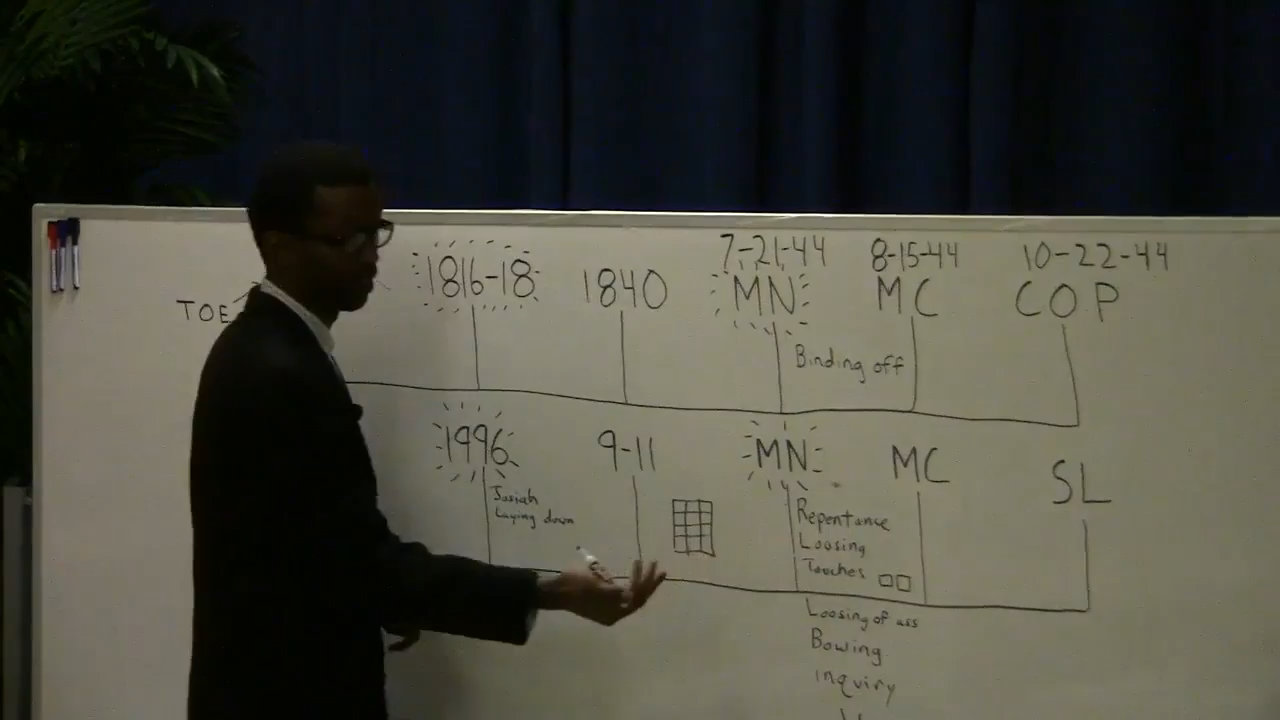 7-21-44 8-15-44 10-22-44
TOE 1816-18 1840 MN MC COP
Binding off
1996 9-11 MN MC SL
Josiah
Laying down
Repentance
Loosing
Touches
Loosing of ass
Bowing
inquiry